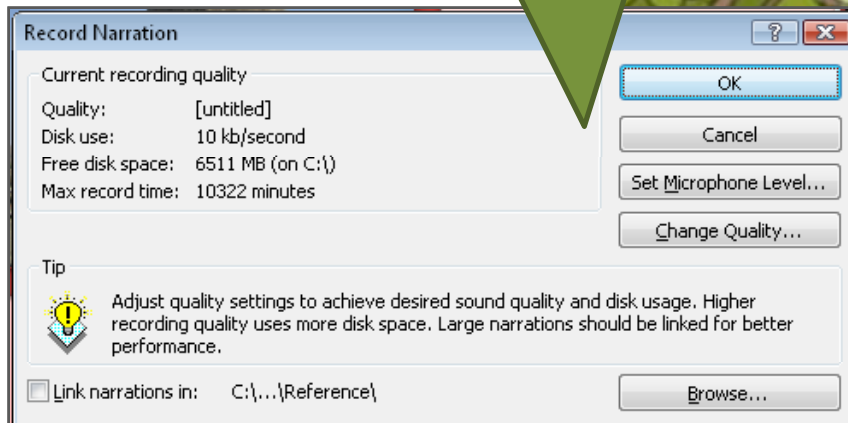 Record Narration
Current recording quality
Quality: [untitled]
Disk use: 10 kb/second
Free disk space: 6511 MB (on C:\)
Max record time: 10322 minutes
OK
Cancel
Set Microphone Level...
Change Quality...
Tip
Adjust quality settings to achieve desired sound quality and disk usage. Higher
recording quality uses more disk space. Large narrations should be linked for better
performance.
Link narrations in: C:\...\Reference\
Browse...